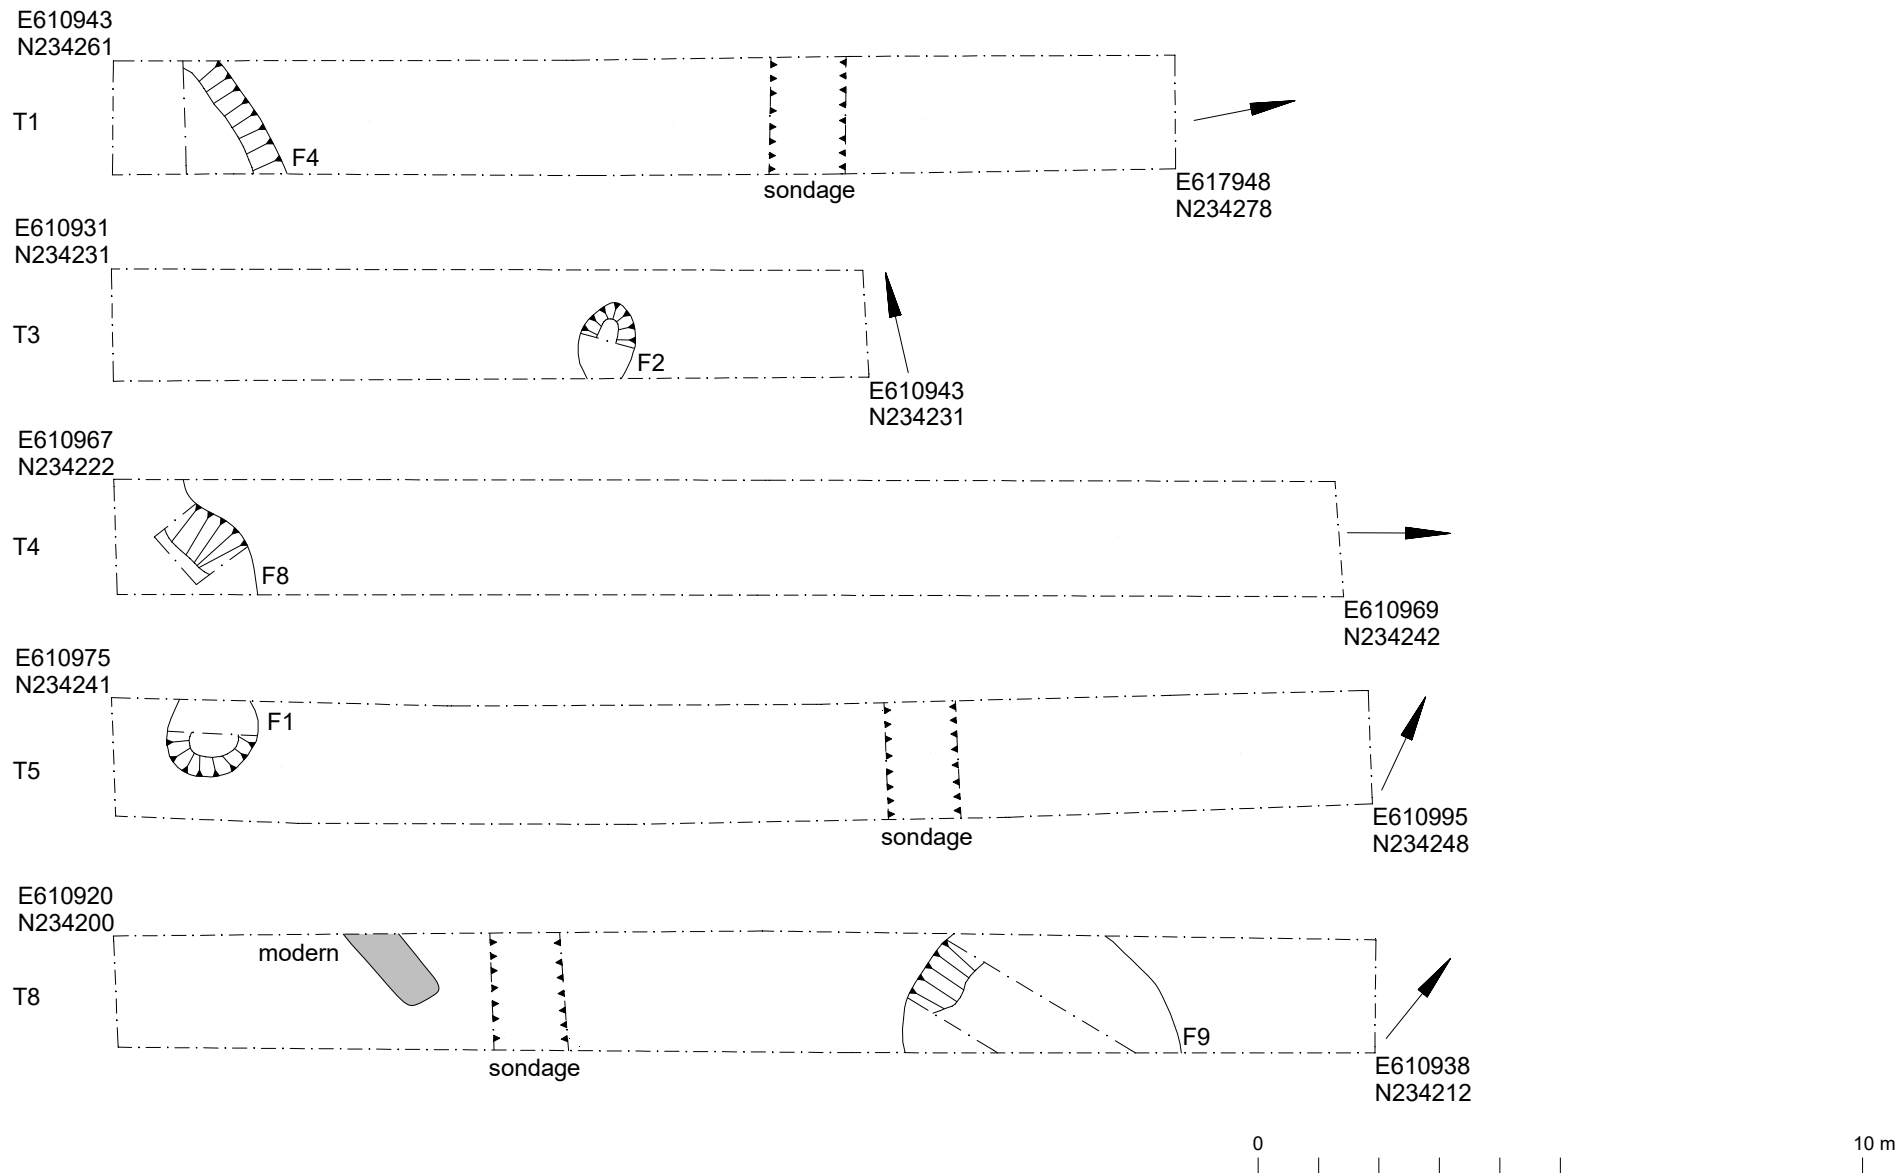 E610943
N234261
T1
F4
sondage
E617948
N234278
E610931
N234231
T3
F2
E610943
N234231
E610967
N234222
T4
F8
E610969
N234242
E610975
N234241
F1
T5
sondage
E610995
N234248
E610920
N234200
modern
T8
F9
sondage
E610938
N234212
0 10 m